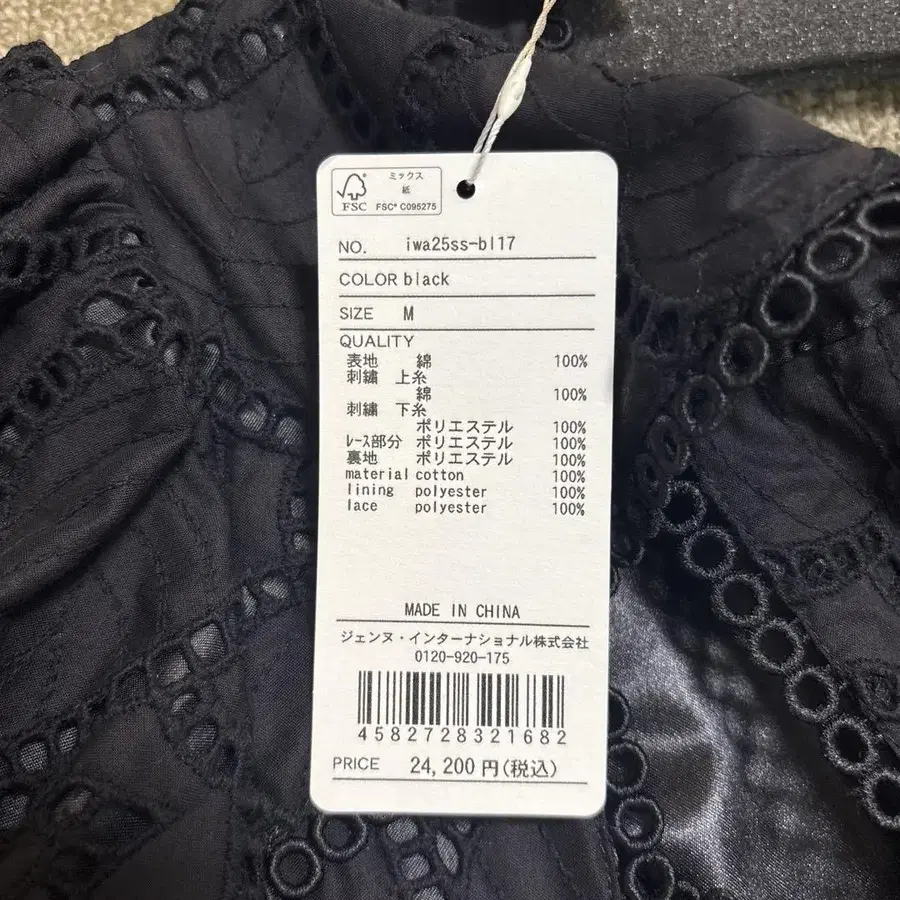 ミックス
紙
FSC
FSC® C095275
NO. iwa25ss-bl17
COLOR black
SIZE M
QUALITY
表地 綿 100%
刺繍 上糸
綿 100%
刺繍 下糸
ポリエステル 100%
ﾚｰｽ部分 ポリエステル 100%
裏地 ポリエステル 100%
material cotton 100%
lining polyester 100%
lace polyester 100%
MADE IN CHINA
ジェンヌ・インターナショナル株式会社
0120-920-175
4582728321682
PRICE 24,200円(税込)